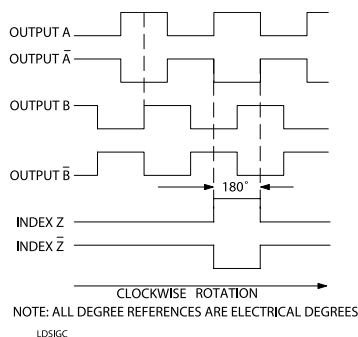 OUTPUT A
OUTPUT A̅
OUTPUT B
OUTPUT B̅
180°
INDEX Z
INDEX Z̅
CLOCKWISE ROTATION
NOTE: ALL DEGREE REFERENCES ARE ELECTRICAL DEGREES
LDSIGC